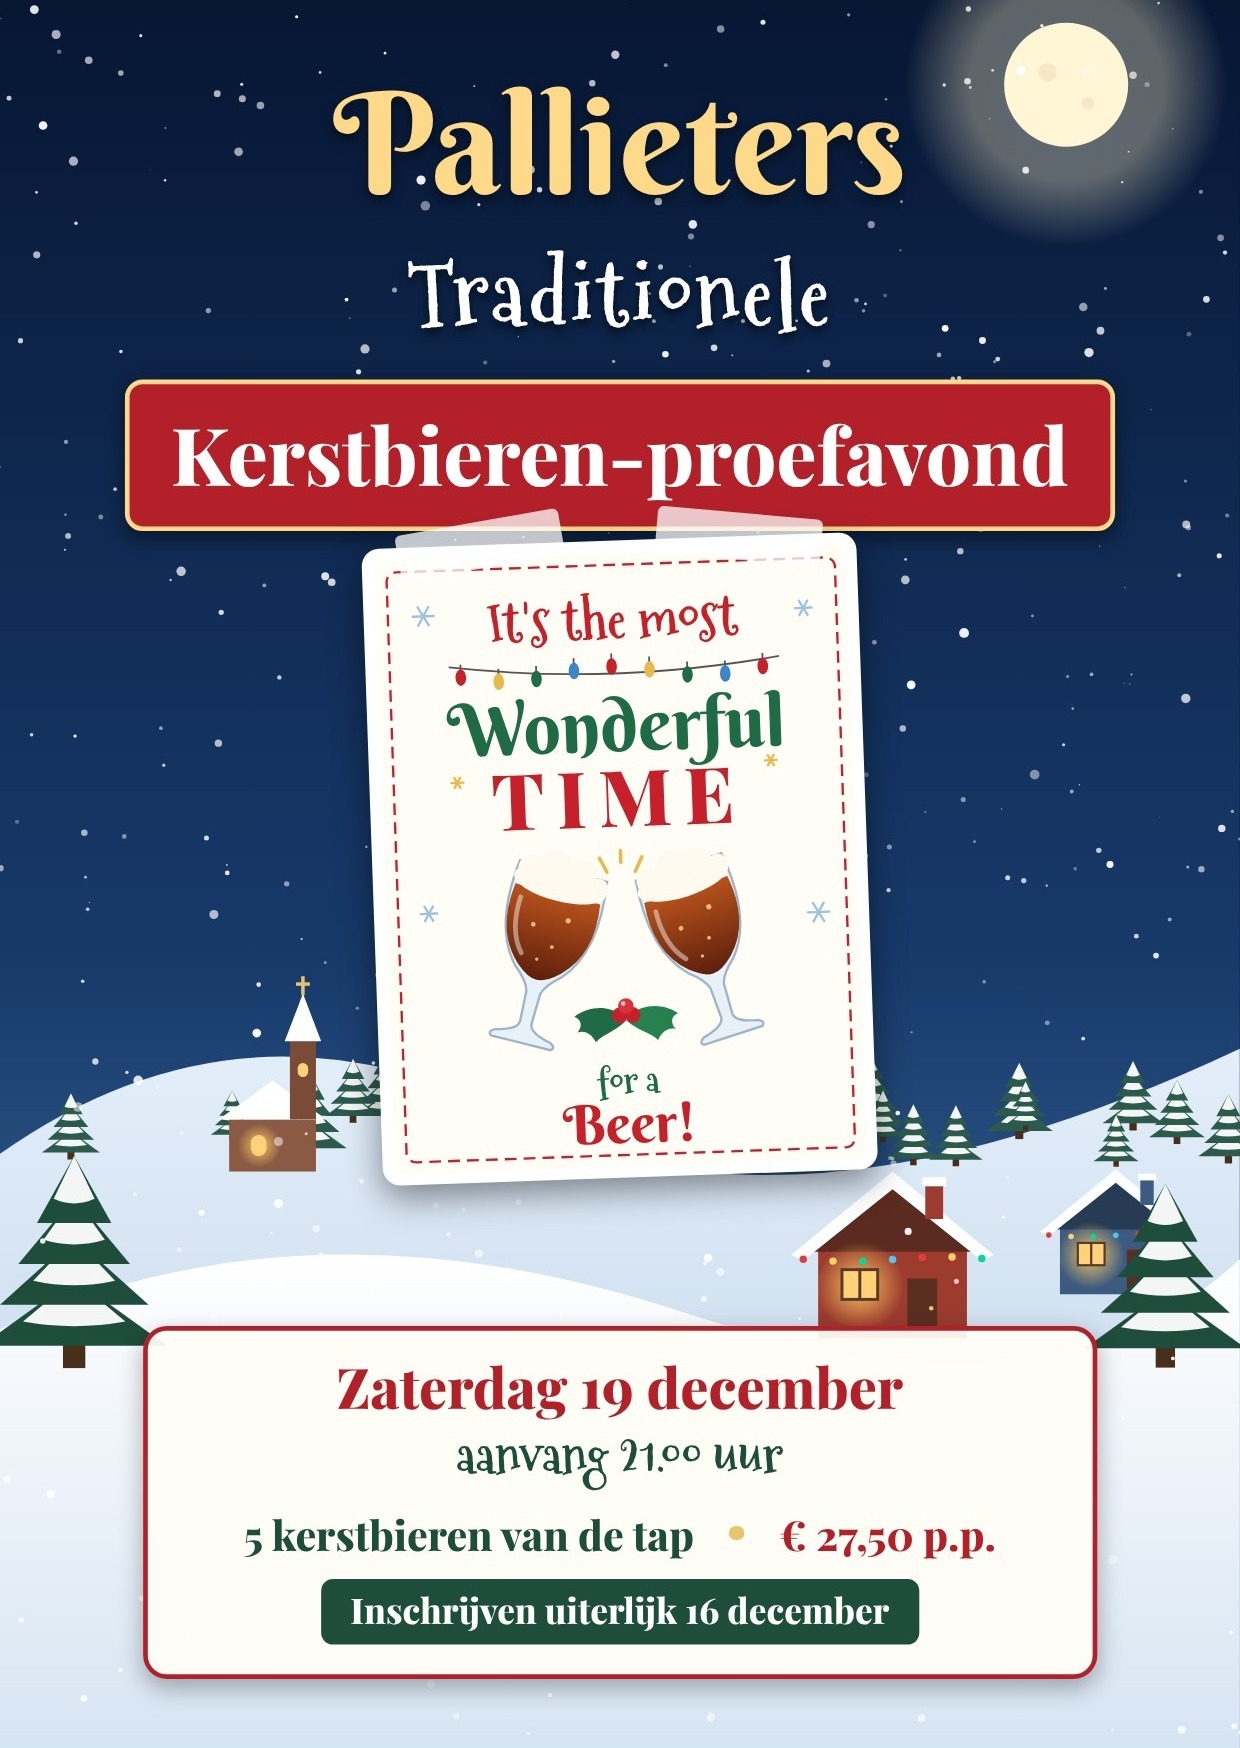 Pallieters
Traditionele
Kerstbieren-proefavond
It's the most
Wonderful
TIME
for a
Beer!
Zaterdag 19 december
aanvang 21.00 uur
5 kerstbieren van de tap • € 27,50 p.p.
Inschrijven uiterlijk 16 december